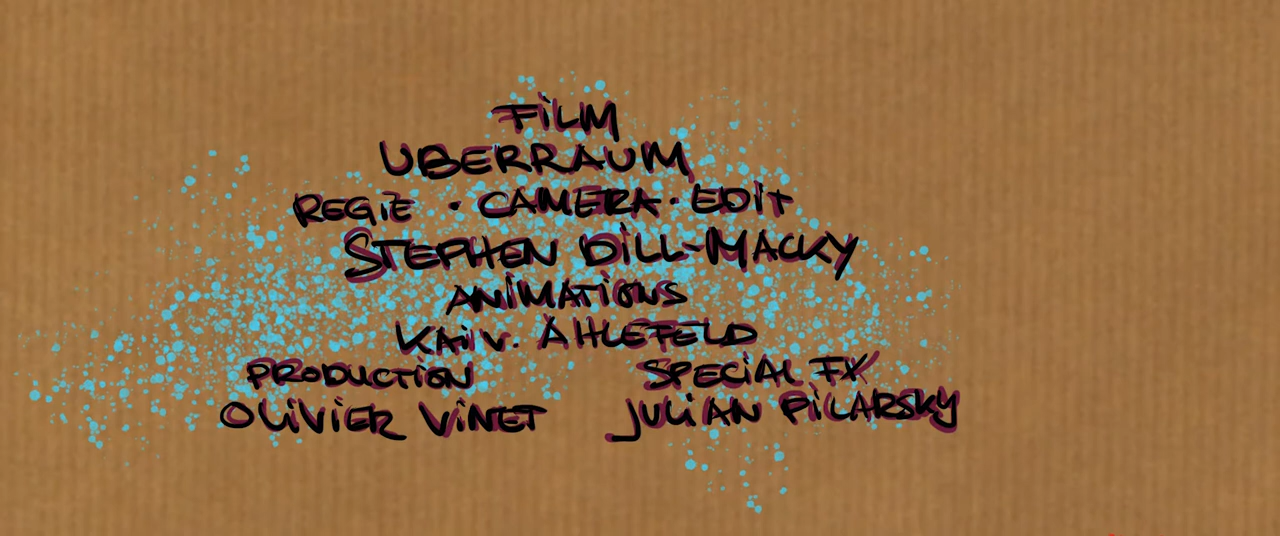 FiLM
UBERRAUM
REGiE · CAMERA · EDiT
STEPHEN DiLL-MACKY
ANiMATiONS
KAi V. AHLEFELD
PRODUCTiON SPECiAL FX
OLiViER ViNET JULiAN PiLARSKY